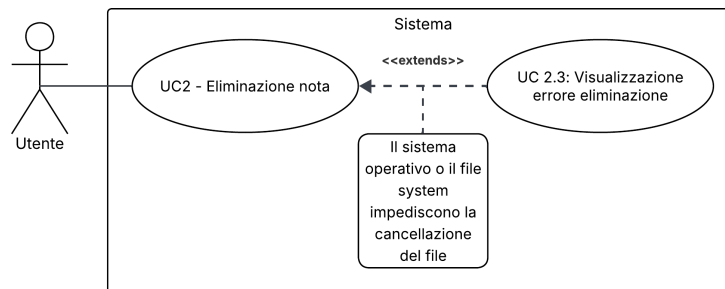 Sistema
<<extends>>
UC2 - Eliminazione nota
UC 2.3: Visualizzazione
errore eliminazione
Utente
Il sistema
operativo o il file
system
impediscono la
cancellazione
del file